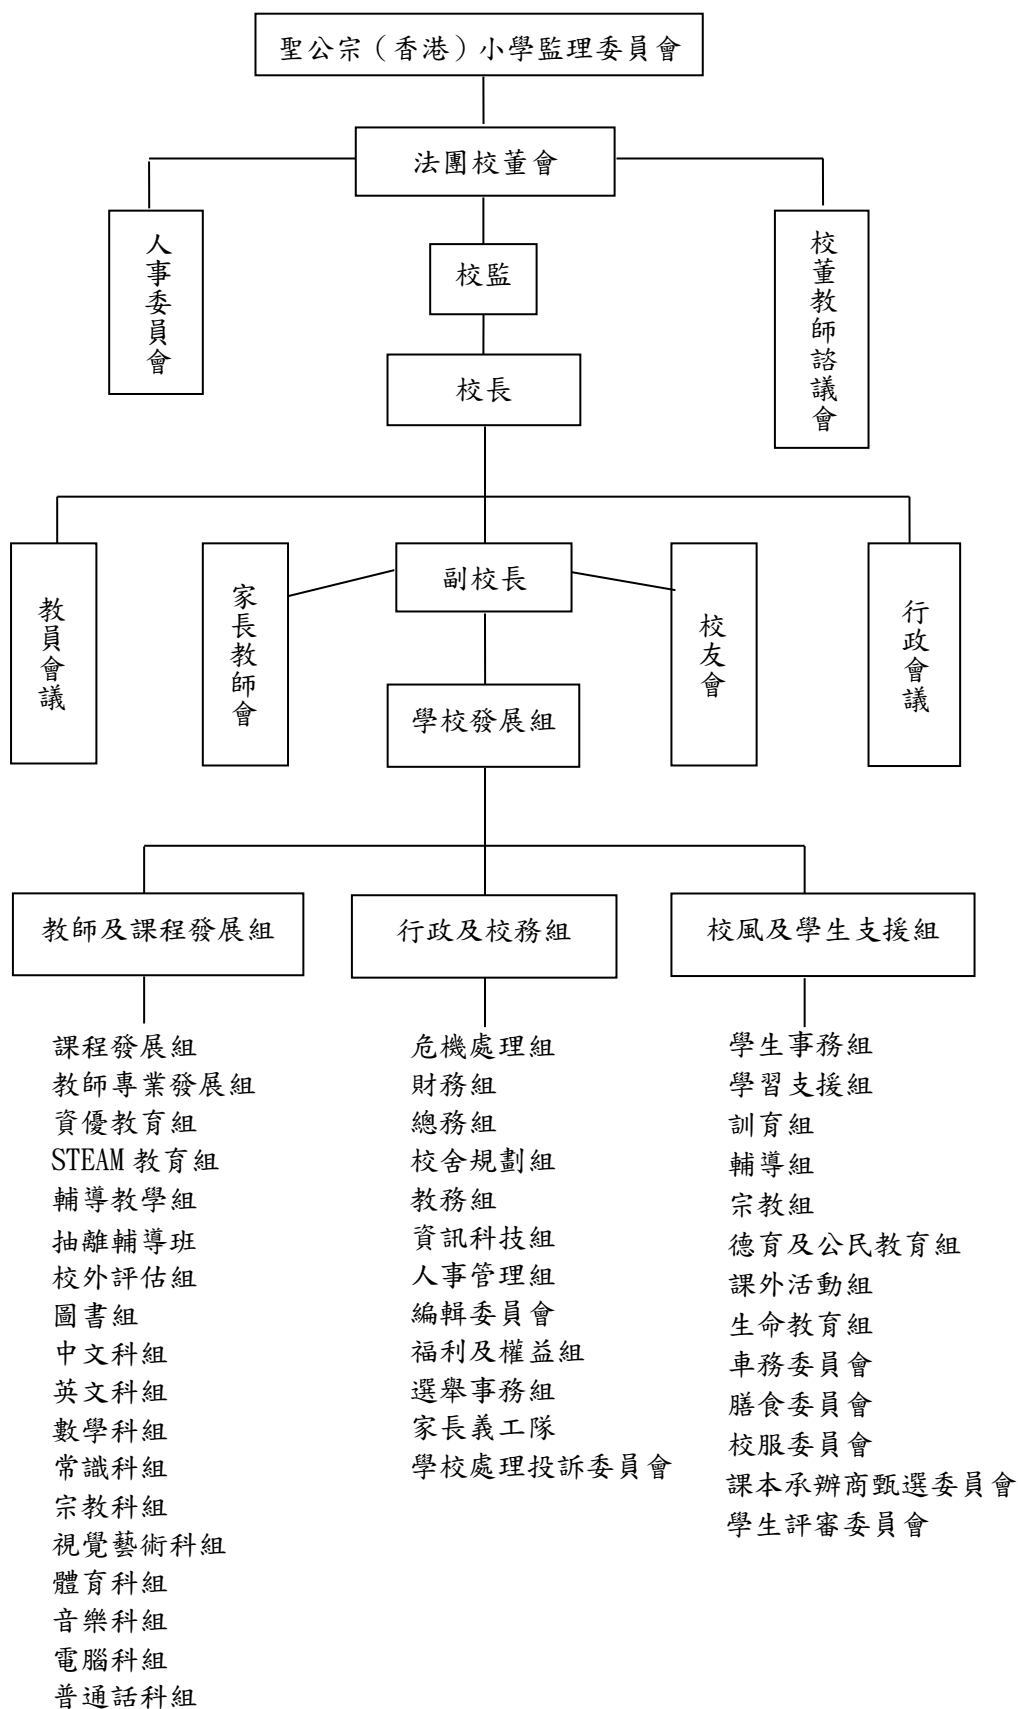 聖公宗（香港）小學監理委員會
法團校董會
人事委員會
校監
校董教師諮議會
校長
教員會議
家長教師會
副校長
校友會
行政會議
學校發展組
教師及課程發展組
行政及校務組
校風及學生支援組
課程發展組
教師專業發展組
資優教育組
STEAM 教育組
輔導教學組
抽離輔導班
校外評估組
圖書組
中文科組
英文科組
數學科組
常識科組
宗教科組
視覺藝術科組
體育科組
音樂科組
電腦科組
普通話科組
危機處理組
財務組
總務組
校舍規劃組
教務組
資訊科技組
人事管理組
編輯委員會
福利及權益組
選舉事務組
家長義工隊
學校處理投訴委員會
學生事務組
學習支援組
訓育組
輔導組
宗教組
德育及公民教育組
課外活動組
生命教育組
車務委員會
膳食委員會
校服委員會
課本承辦商甄選委員會
學生評審委員會